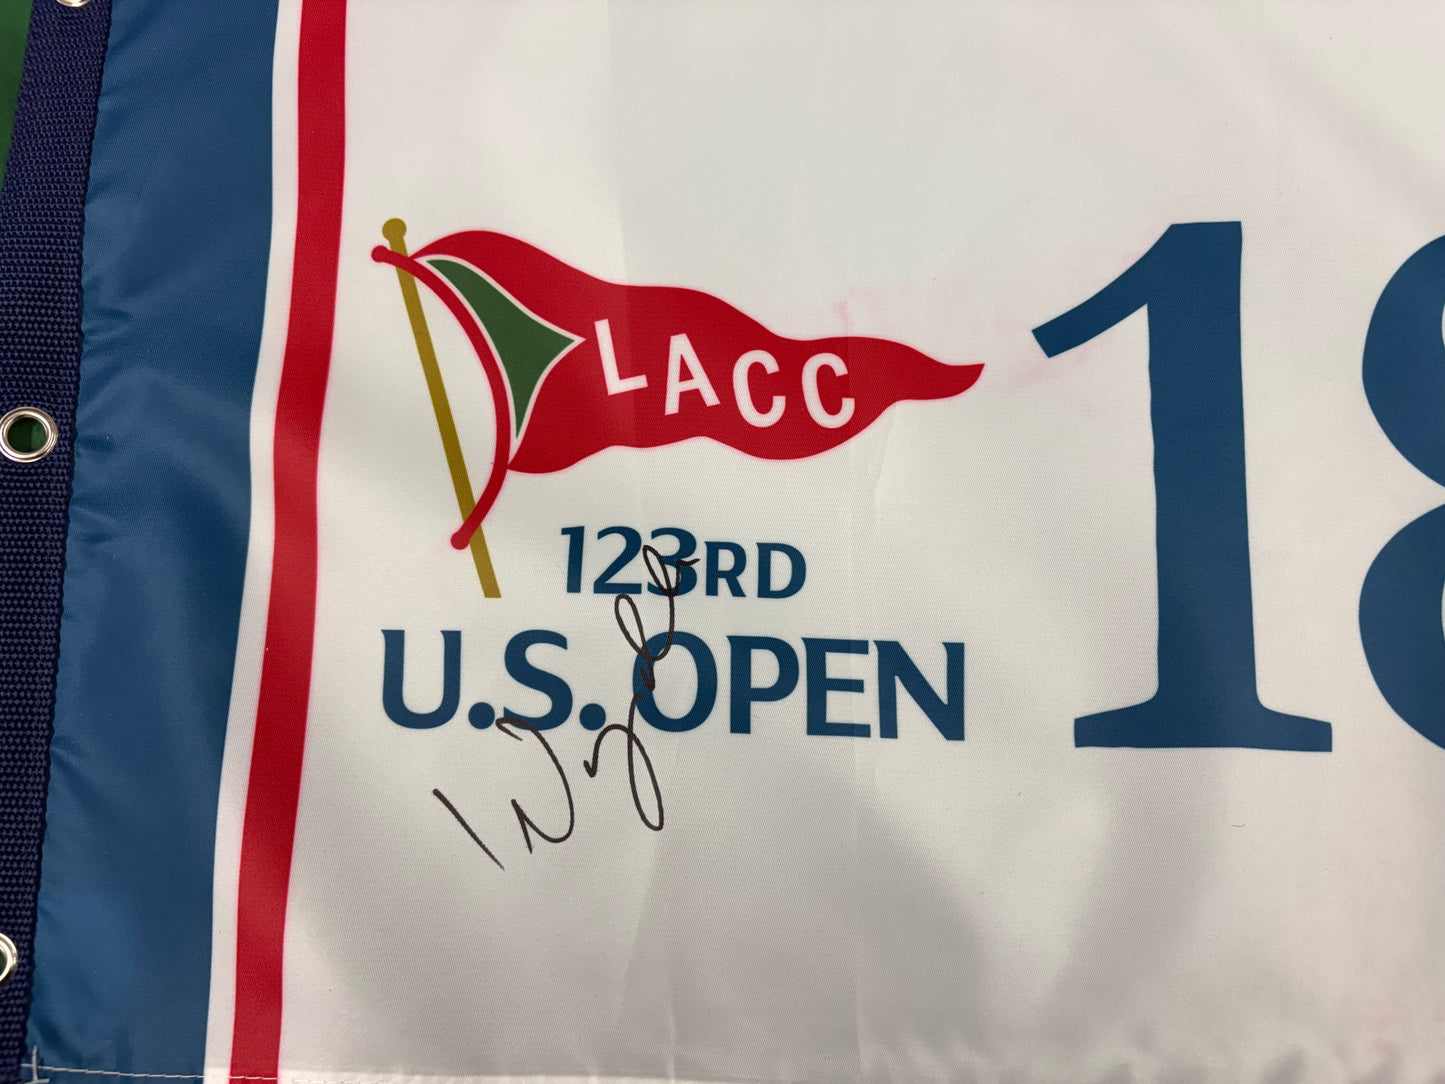 LACC
123RD
U.S. OPEN
18